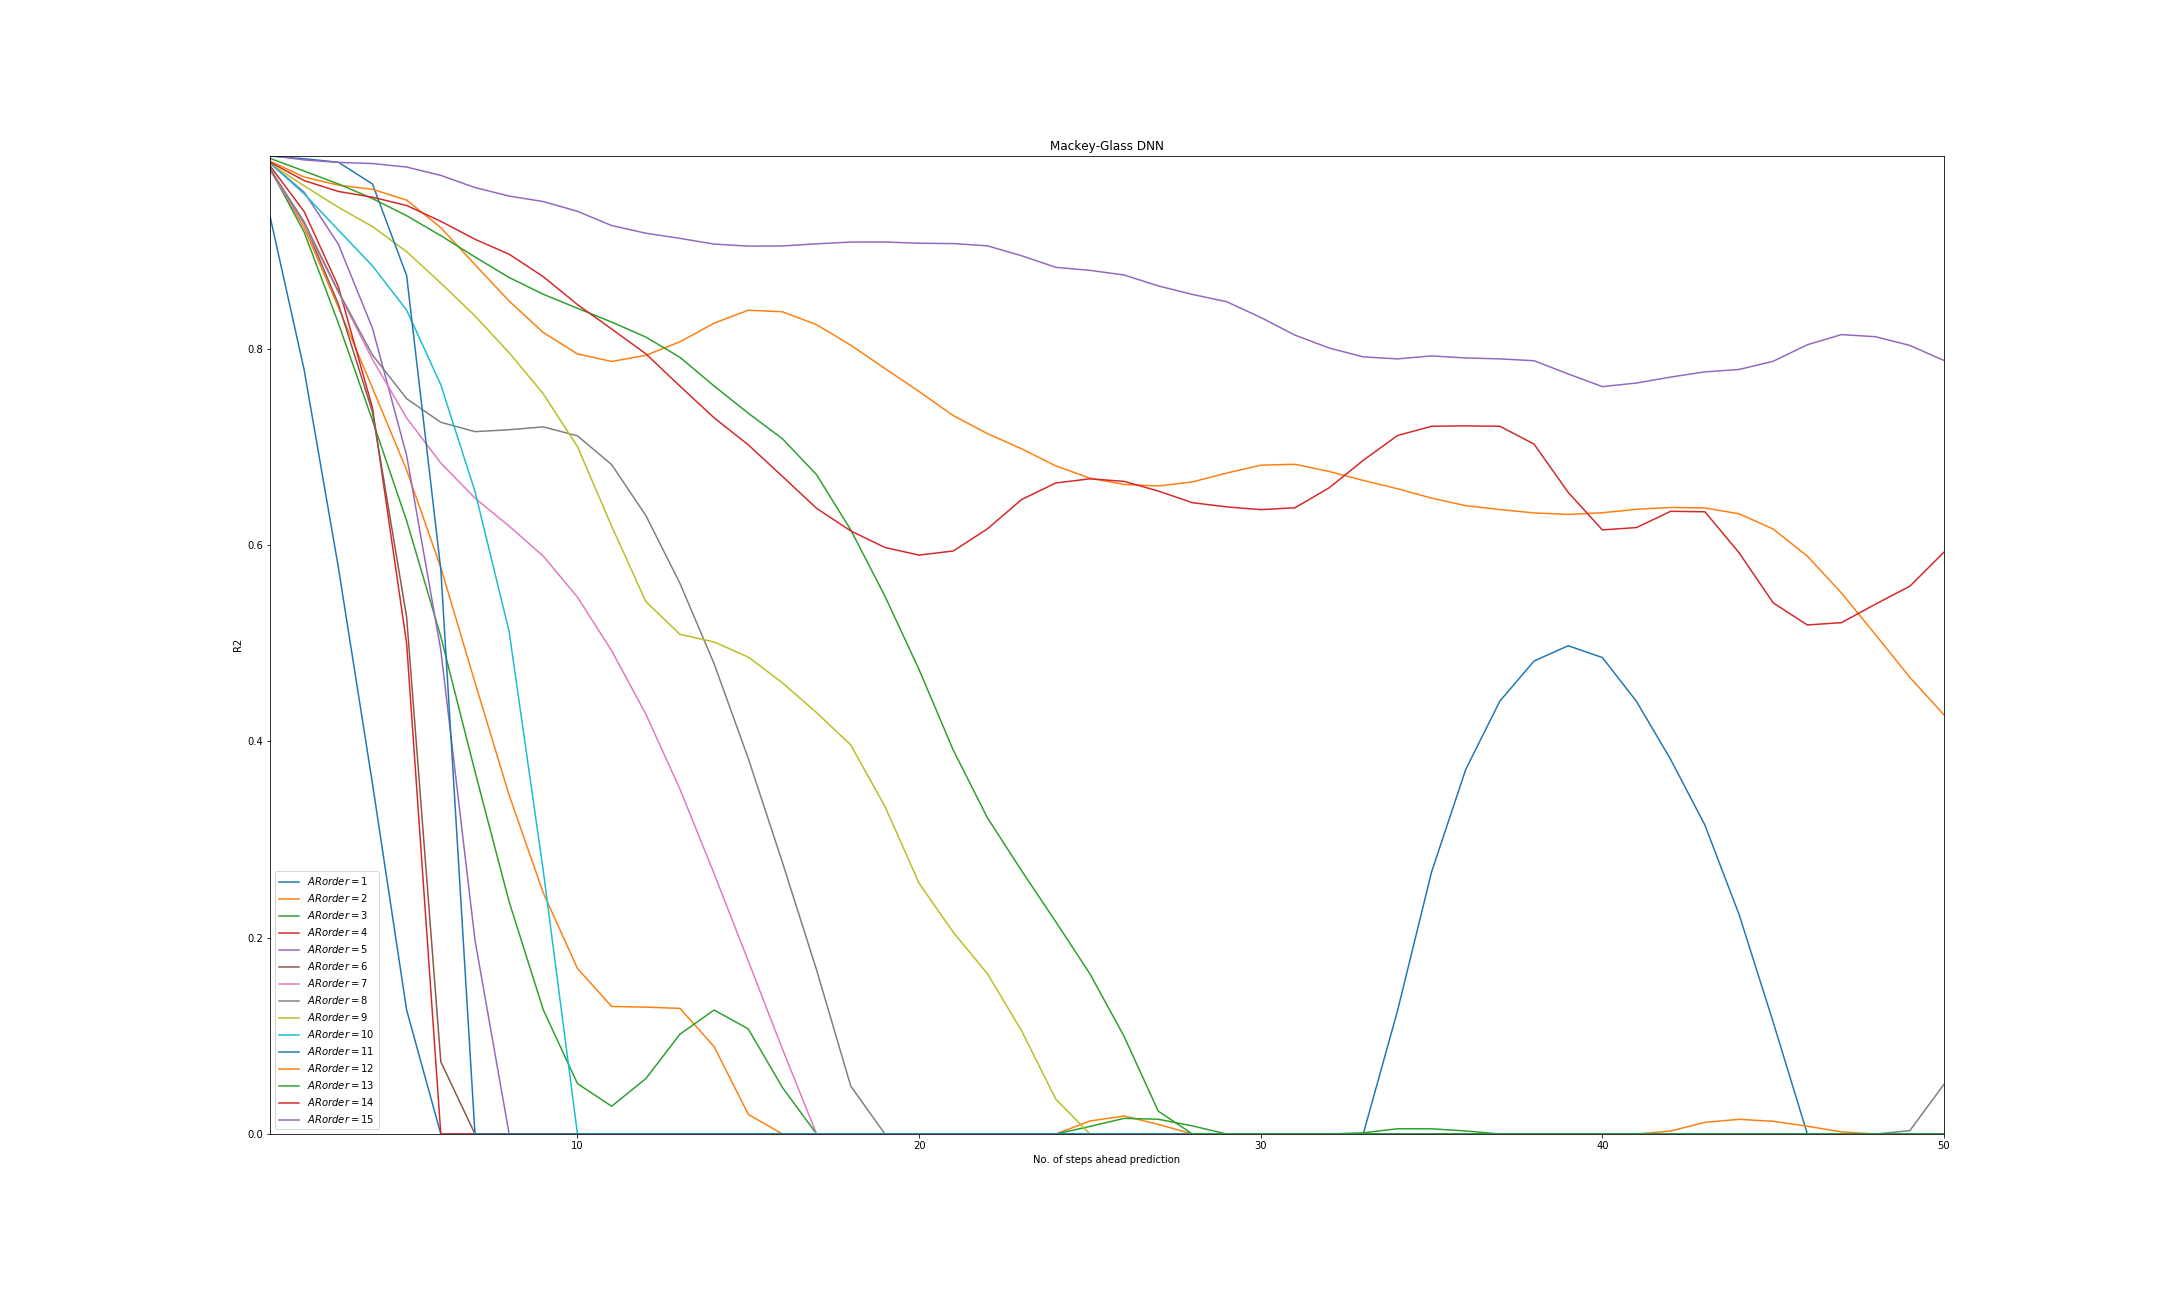 Mackey-Glass DNN
R2
0.8
0.6
0.4
0.2
0.0
ARorder=1
ARorder=2
ARorder=3
ARorder=4
ARorder=5
ARorder=6
ARorder=7
ARorder=8
ARorder=9
ARorder=10
ARorder=11
ARorder=12
ARorder=13
ARorder=14
ARorder=15
10 20 30 40 50
No. of steps ahead prediction